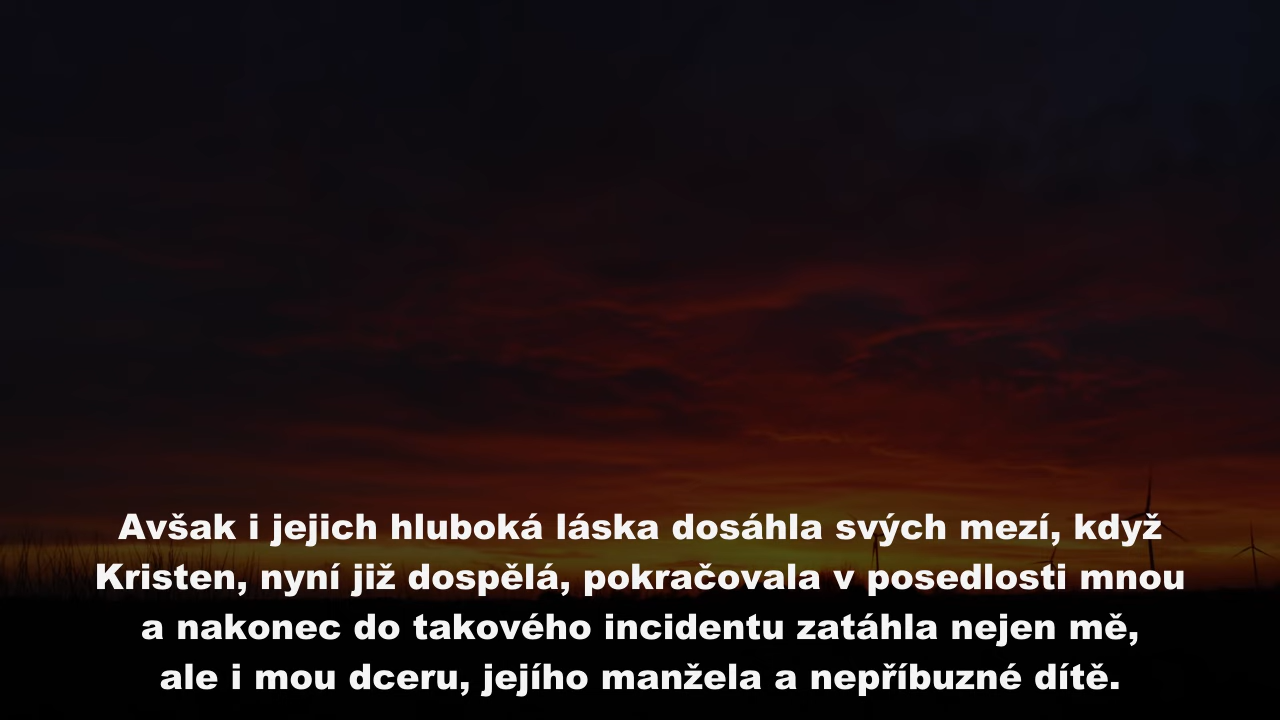 Avšak i jejich hluboká láska dosáhla svých mezí, když
Kristen, nyní již dospělá, pokračovala v posedlosti mnou
a nakonec do takového incidentu zatáhla nejen mě,
ale i mou dceru, jejího manžela a nepříbuzné dítě.